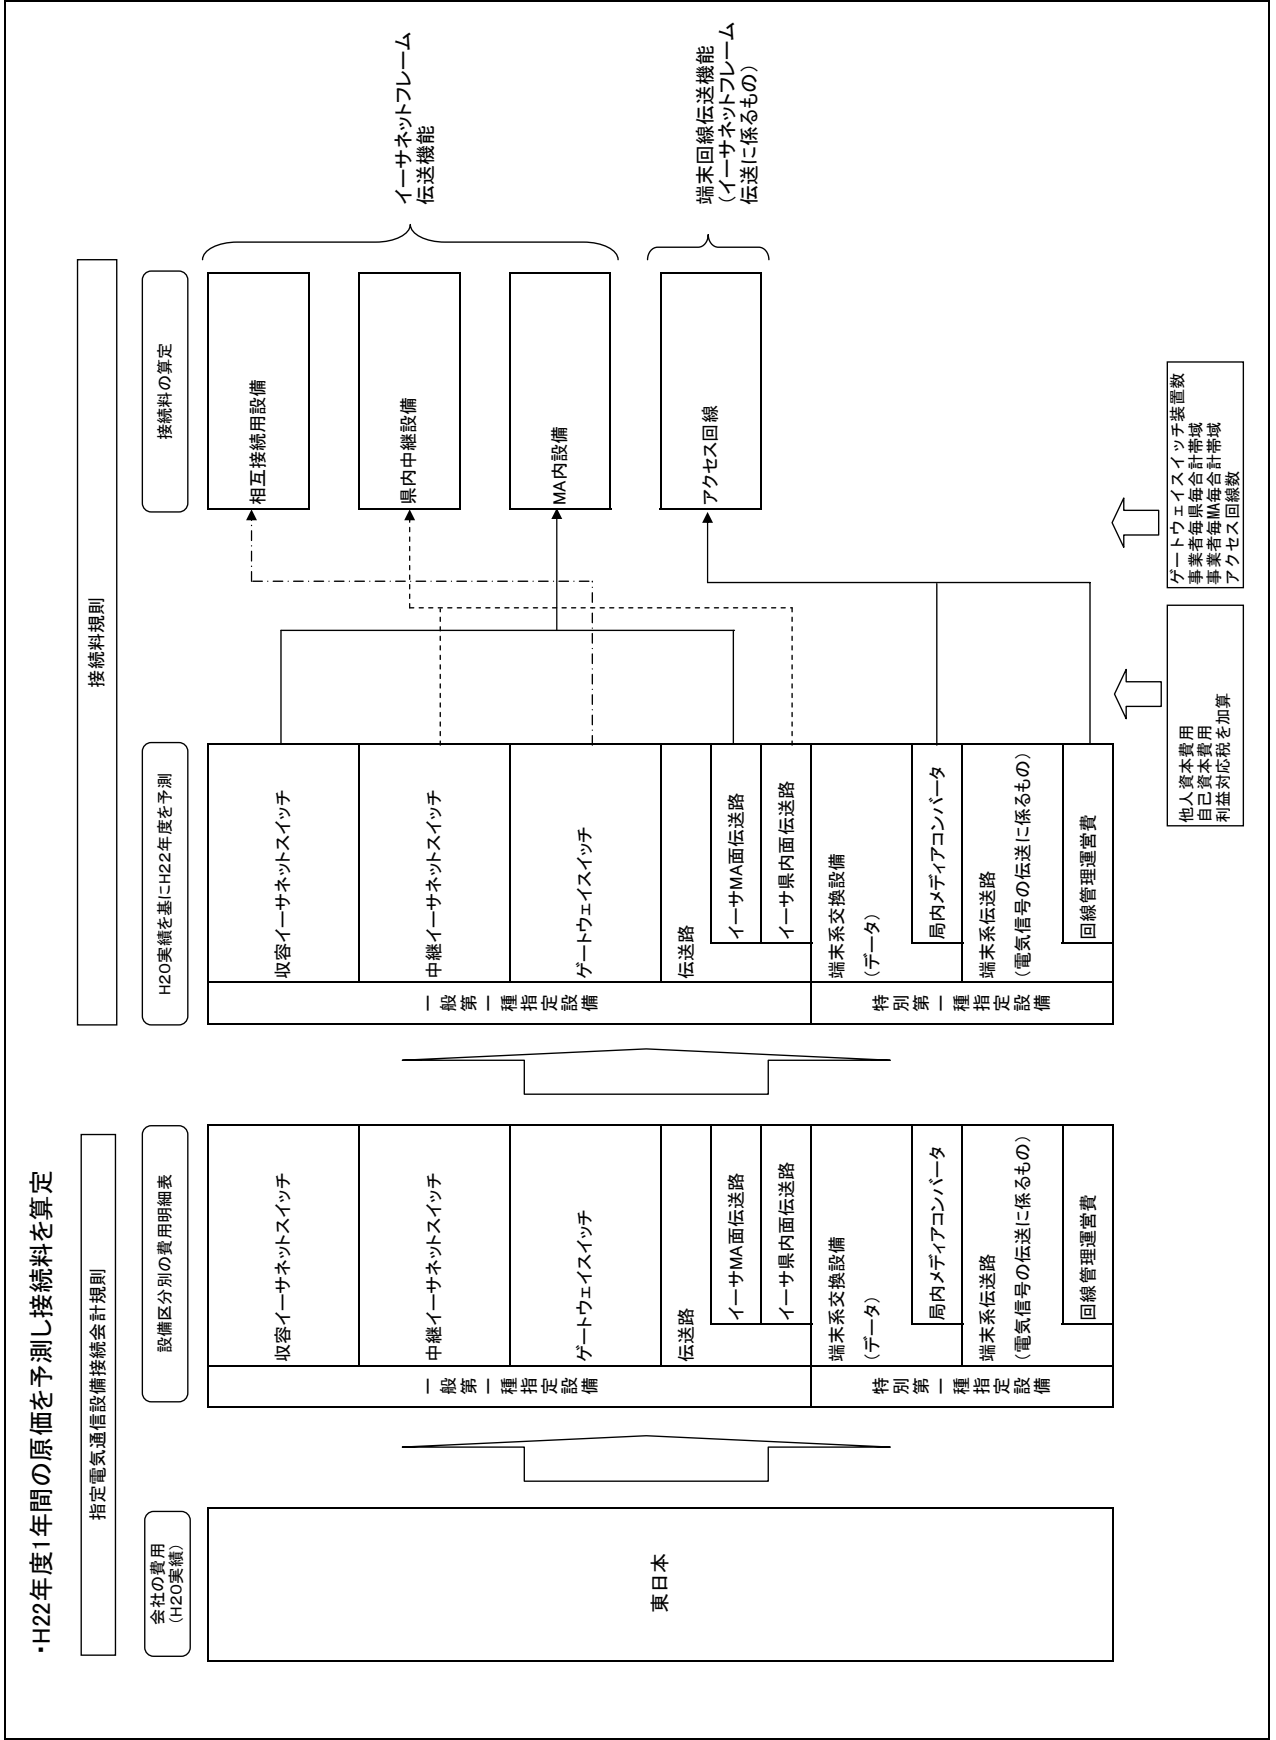 ・H22年度1年間の原価を予測し接続料を算定
指定電気通信設備接続会計規則
接続料規則
会社の費用
（H20実績）
東日本
設備区分別の費用明細表
一般第一種指定設備
収容イーサネットスイッチ
中継イーサネットスイッチ
ゲートウェイスイッチ
伝送路
イーサMA面伝送路
イーサ県内面伝送路
特別第一種指定設備
端末系交換設備
（データ）
局内メディアコンバータ
端末系伝送路
（電気信号の伝送に係るもの）
回線管理運営費
H20実績を基にH22年度を予測
一般第一種指定設備
収容イーサネットスイッチ
中継イーサネットスイッチ
ゲートウェイスイッチ
伝送路
イーサMA面伝送路
イーサ県内面伝送路
特別第一種指定設備
端末系交換設備
（データ）
局内メディアコンバータ
端末系伝送路
（電気信号の伝送に係るもの）
回線管理運営費
他人資本費用
自己資本費用
利益対応税を加算
接続料の算定
相互接続用設備
県内中継設備
MA内設備
アクセス回線
ゲートウェイスイッチ装置数
事業者毎県毎合計帯域
事業者毎MA毎合計帯域
アクセス回線数
イーサネットフレーム
伝送機能
端末回線伝送機能
（イーサネットフレーム
伝送に係るもの）